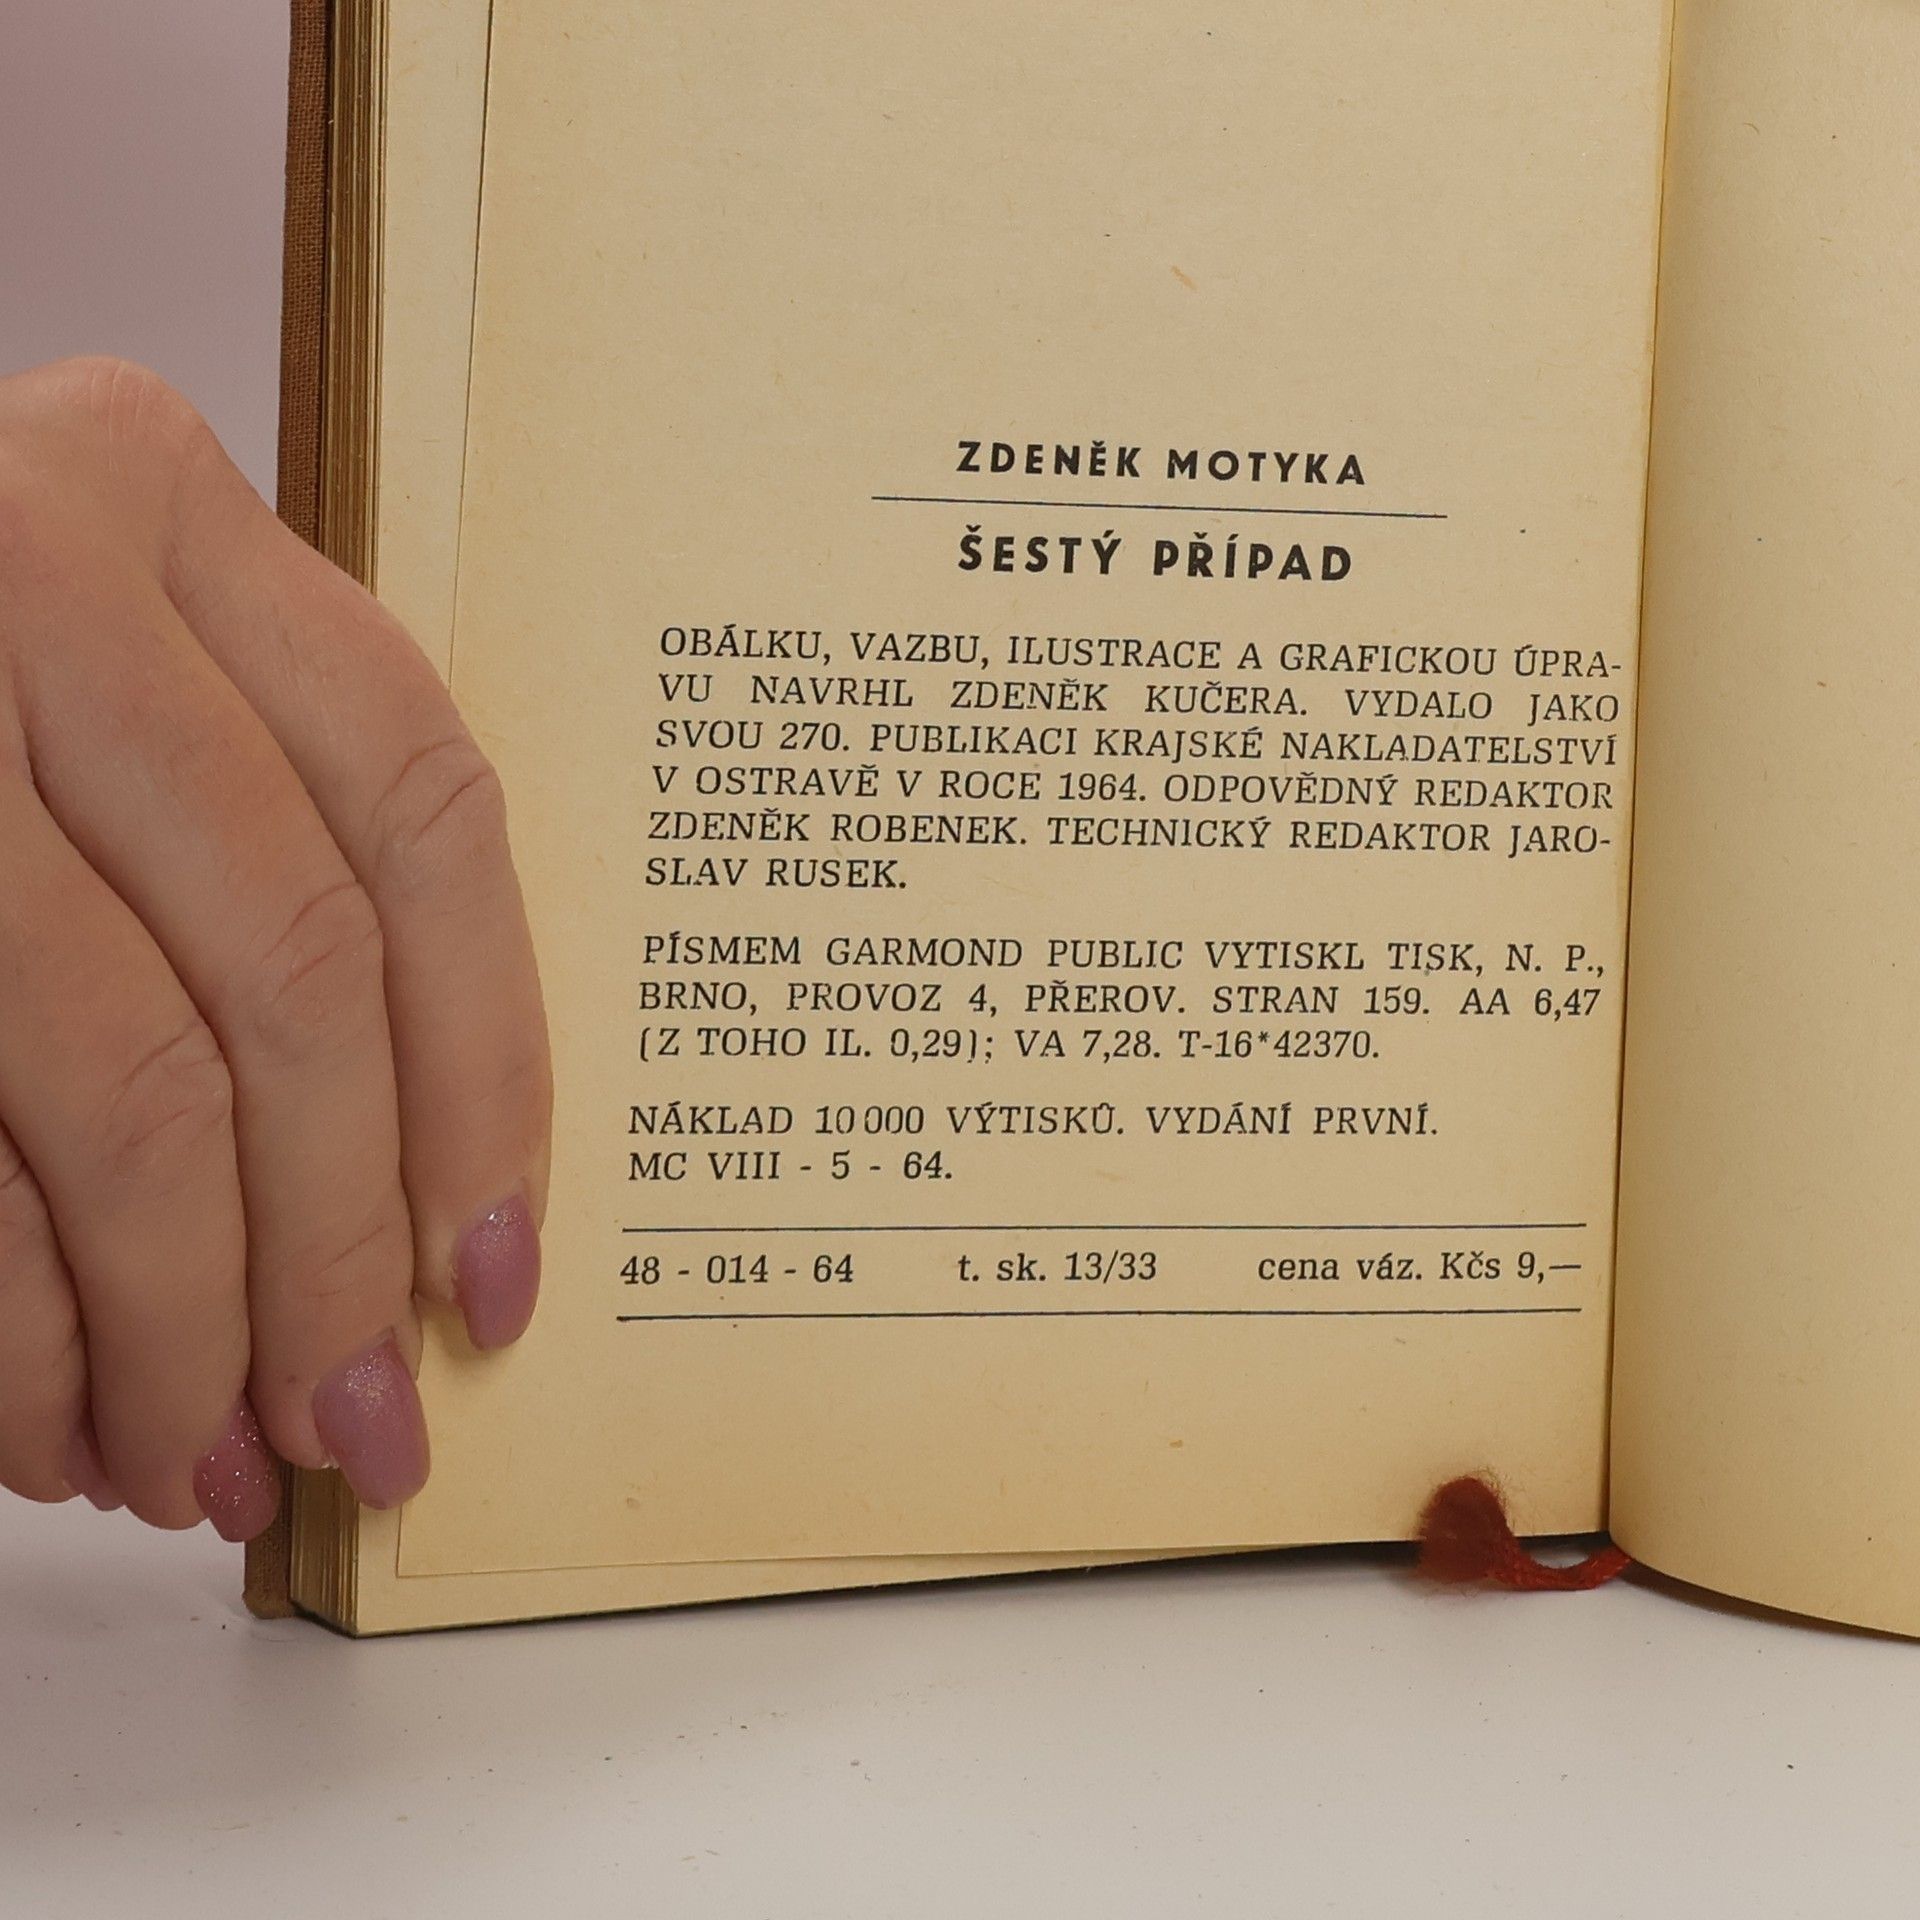 ZDENĚK MOTYKA
ŠESTÝ PŘÍPAD
OBÁLKU, VAZBU, ILUSTRACE A GRAFICKOU ÚPRA-
VU NAVRHL ZDENĚK KUČERA. VYDALO JAKO
SVOU 270. PUBLIKACI KRAJSKÉ NAKLADATELSTVÍ
V OSTRAVĚ V ROCE 1964. ODPOVĚDNÝ REDAKTOR
ZDENĚK ROBENEK. TECHNICKÝ REDAKTOR JARO-
SLAV RUSEK.
PÍSMEM GARMOND PUBLIC VYTISKL TISK, N. P.,
BRNO, PROVOZ 4, PŘEROV. STRAN 159. AA 6,47
(Z TOHO IL. 0,29); VA 7,28. T-16*42370.
NÁKLAD 10 000 VÝTISKŮ. VYDÁNÍ PRVNÍ.
MC VIII - 5 - 64.
48 - 014 - 64 t. sk. 13/33 cena váz. Kčs 9,—